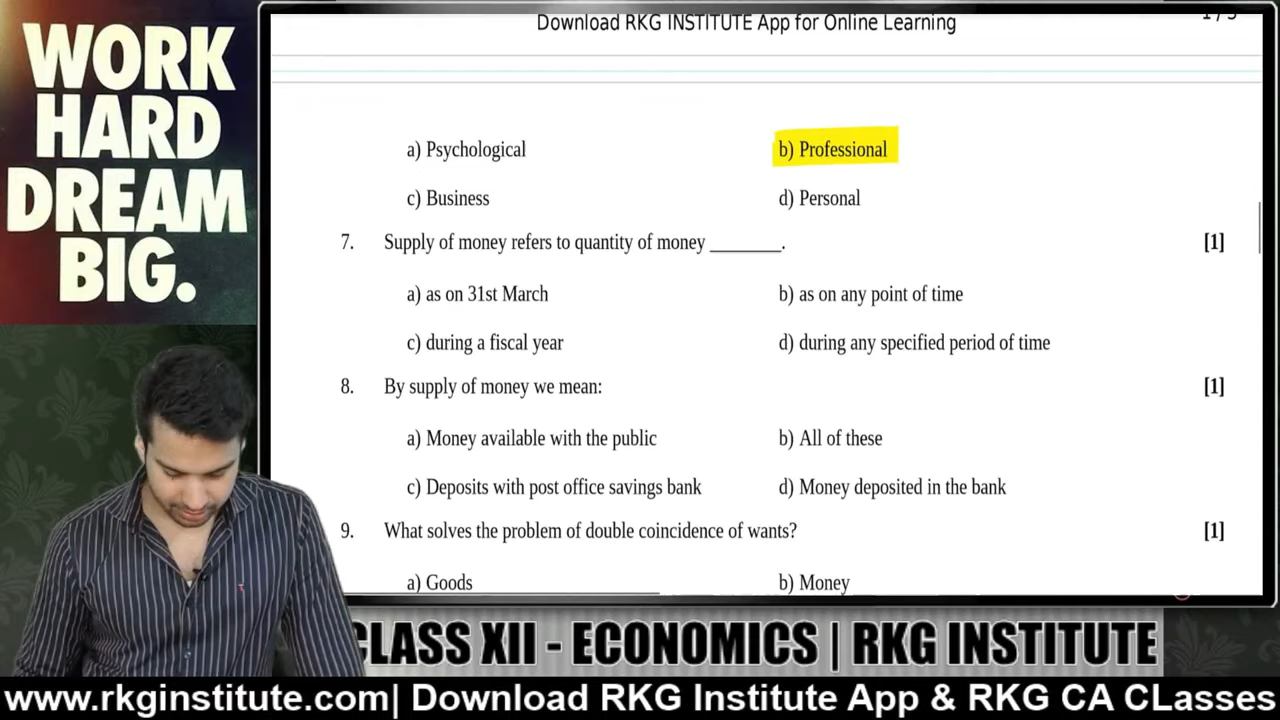 WORK
HARD
DREAM
BIG.
Download RKG INSTITUTE App for Online Learning
a) Psychological b) Professional
c) Business d) Personal
7. Supply of money refers to quantity of money _______. [1]
a) as on 31st March b) as on any point of time
c) during a fiscal year d) during any specified period of time
8. By supply of money we mean: [1]
a) Money available with the public b) All of these
c) Deposits with post office savings bank d) Money deposited in the bank
9. What solves the problem of double coincidence of wants? [1]
a) Goods b) Money
CLASS XII - ECONOMICS | RKG INSTITUTE
www.rkginstitute.com| Download RKG Institute App & RKG CA CLasses